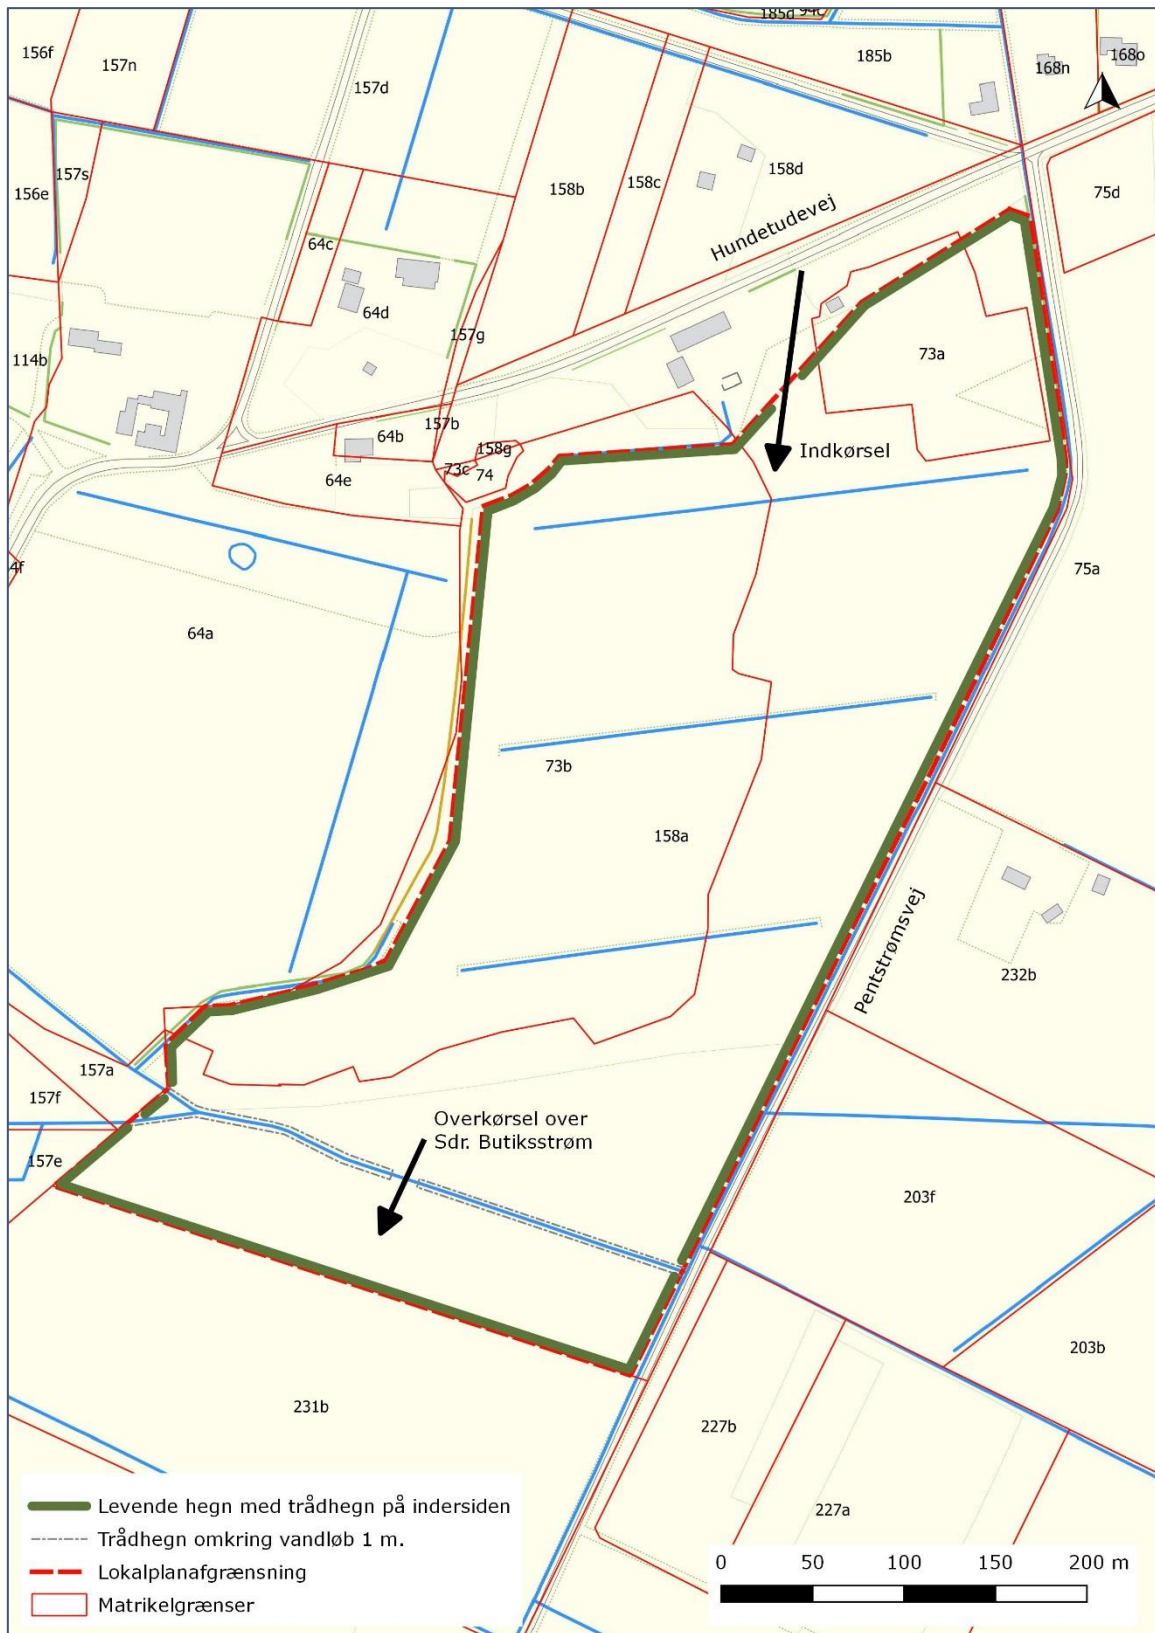 185d
94c
156f
157n
157d
185b
168n
168o
157s
156e
158b
158c
158d
75d
Hundetudevej
64c
64d
157g
114b
73a
157b
64b
158g
73c
74
64e
Indkørsel
4f
75a
64a
73b
158a
Pentstrømsvej
232b
157a
157f
Overkørsel over
Sdr. Butiksstrøm
157e
203f
203b
231b
227b
227a
Levende hegn med trådhegn på indersiden
Trådhegn omkring vandløb 1 m.
Lokalplanafgrænsning
Matrikelgrænser
0 50 100 150 200 m